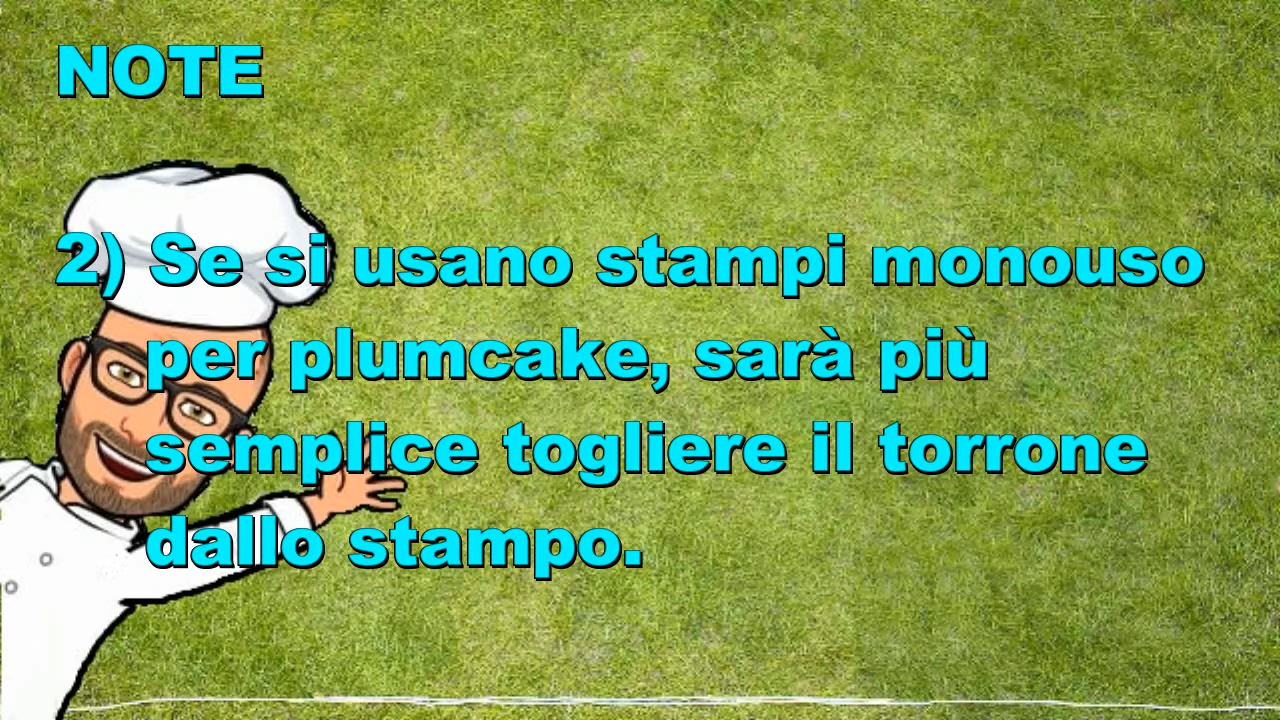 NOTE
2) Se si usano stampi monouso
per plumcake, sarà più
semplice togliere il torrone
dallo stampo.